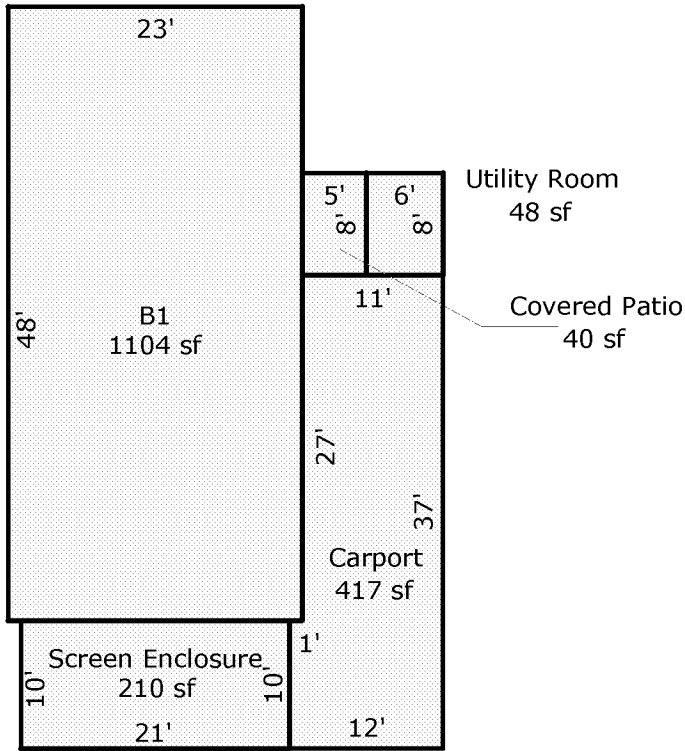 23'
5'
6'
8'
8'
Utility Room
48 sf
11'
Covered Patio
40 sf
48'
B1
1104 sf
27'
37'
Carport
417 sf
1'
Screen Enclosure
210 sf
10'
10'
21'
12'